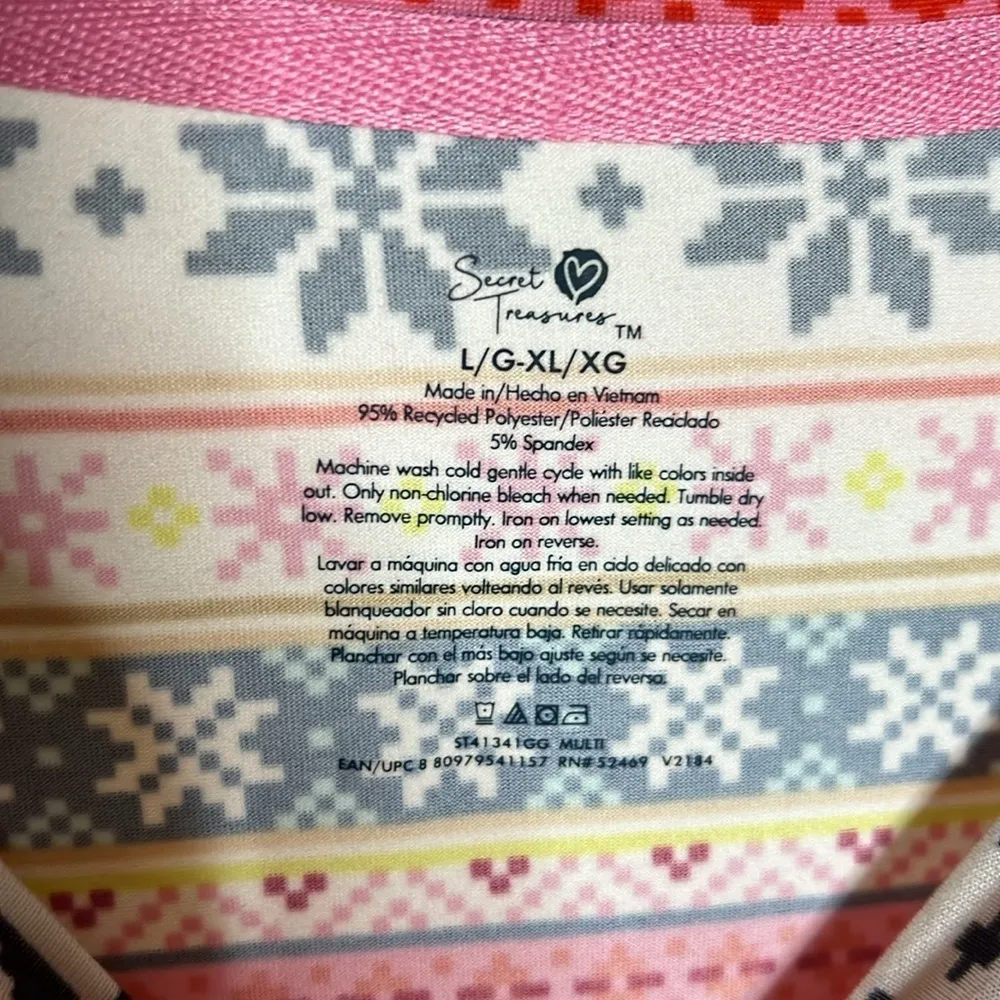 Secret
Treasures TM
L/G-XL/XG
Made in/Hecho en Vietnam
95% Recycled Polyester/Poliéster Reciclado
5% Spandex
Machine wash cold gentle cycle with like colors inside
out. Only non-chlorine bleach when needed. Tumble dry
low. Remove promptly. Iron on lowest setting as needed.
Iron on reverse.
Lavar a máquina con agua fría en ciclo delicado con
colores similares volteando al revés. Usar solamente
blanqueador sin cloro cuando se necesite. Secar en
máquina a temperatura baja. Retirar rápidamente.
Planchar con el más bajo ajuste según se necesite.
Planchar sobre el lado del reverso.
ST41341GG MULTI
EAN/UPC 8 80979541157 RN# 52469 V2184